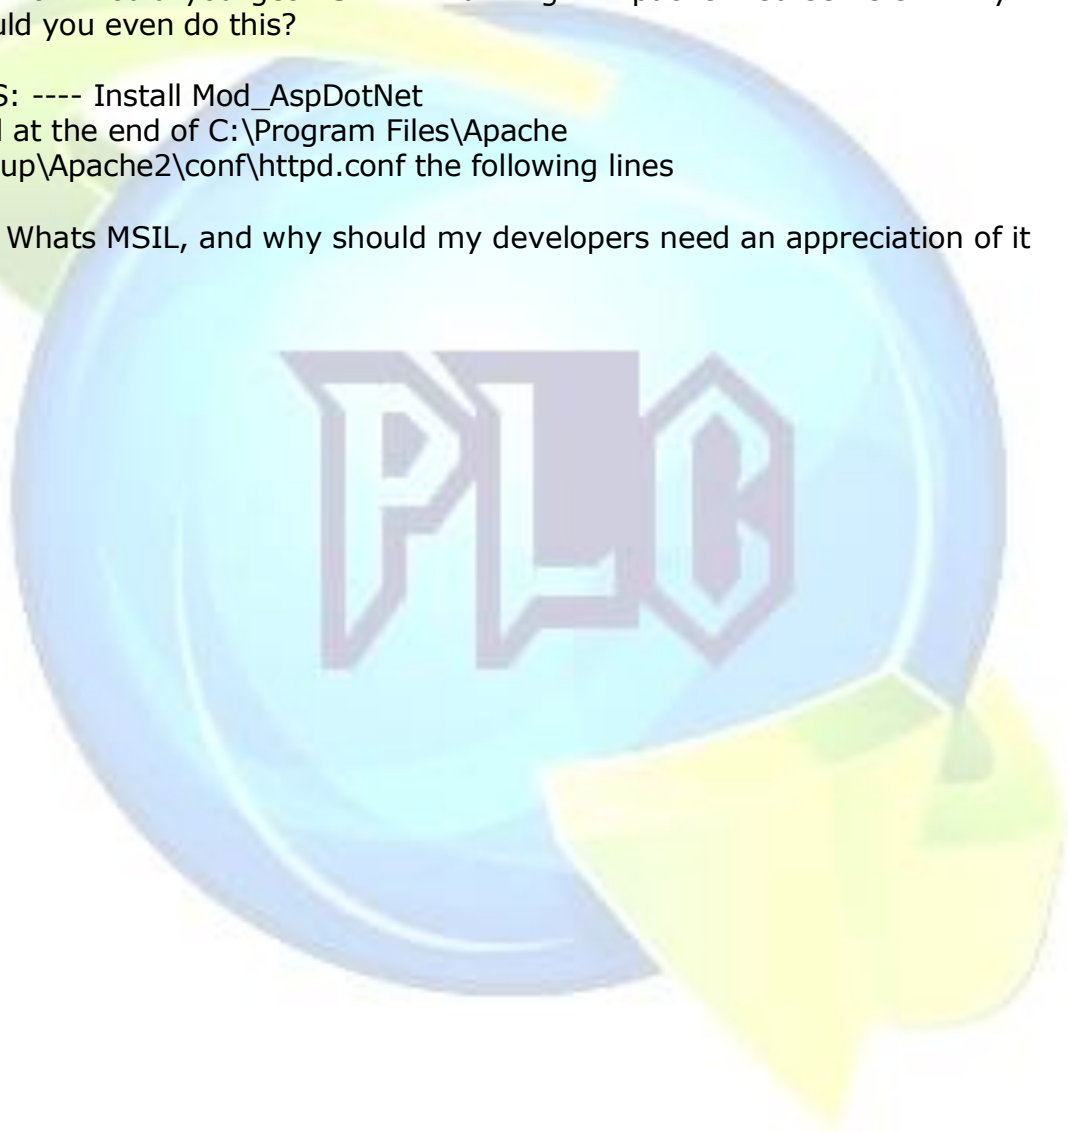 uld you even do this?
S: ---- Install Mod_AspDotNet
d at the end of C:\Program Files\Apache
up\Apache2\conf\httpd.conf the following lines
Whats MSIL, and why should my developers need an appreciation of it
PLC